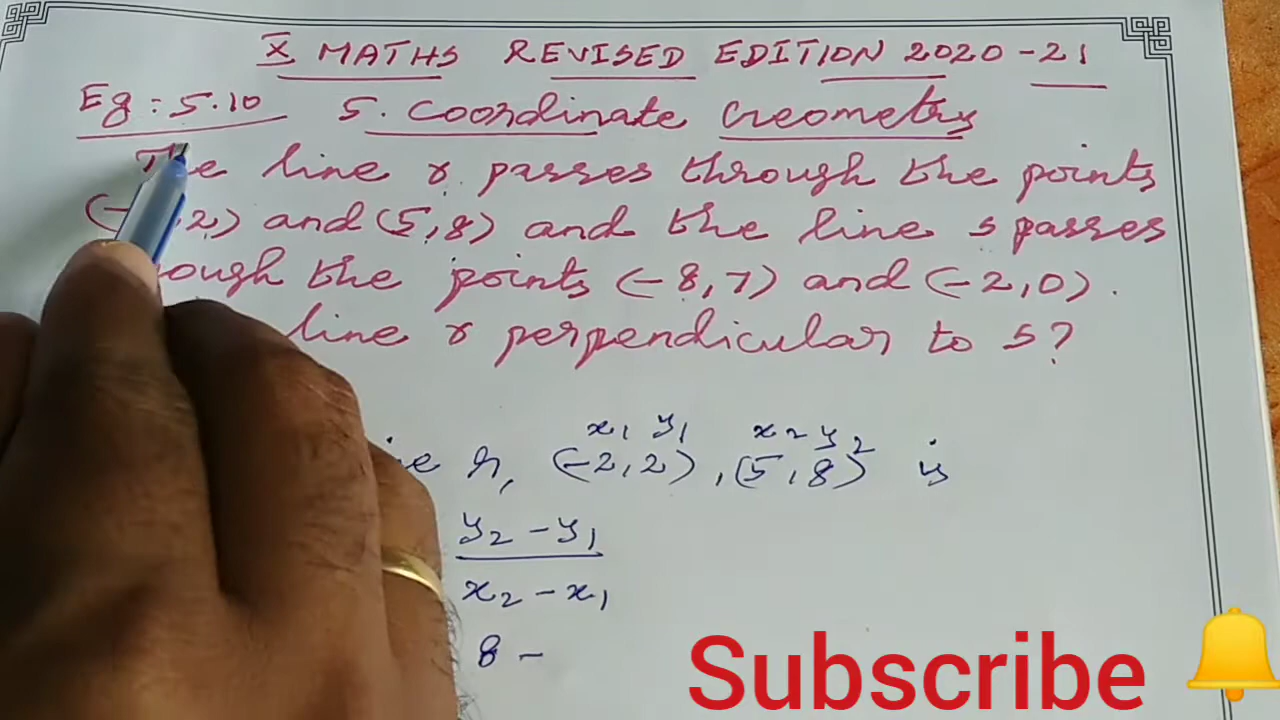 X MATHS REVISED EDITION 2020-21
Eg: 5.10 5. Coordinate Geometry
The line r passes through the points
(- ,2) and (5,8) and the line s passes
ough the points (-8,7) and (-2,0).
line r perpendicular to s?
x1 y1 x2 y2
r, (-2,2), (5,8) is
y2 - y1
x2 - x1
8 -
Subscribe